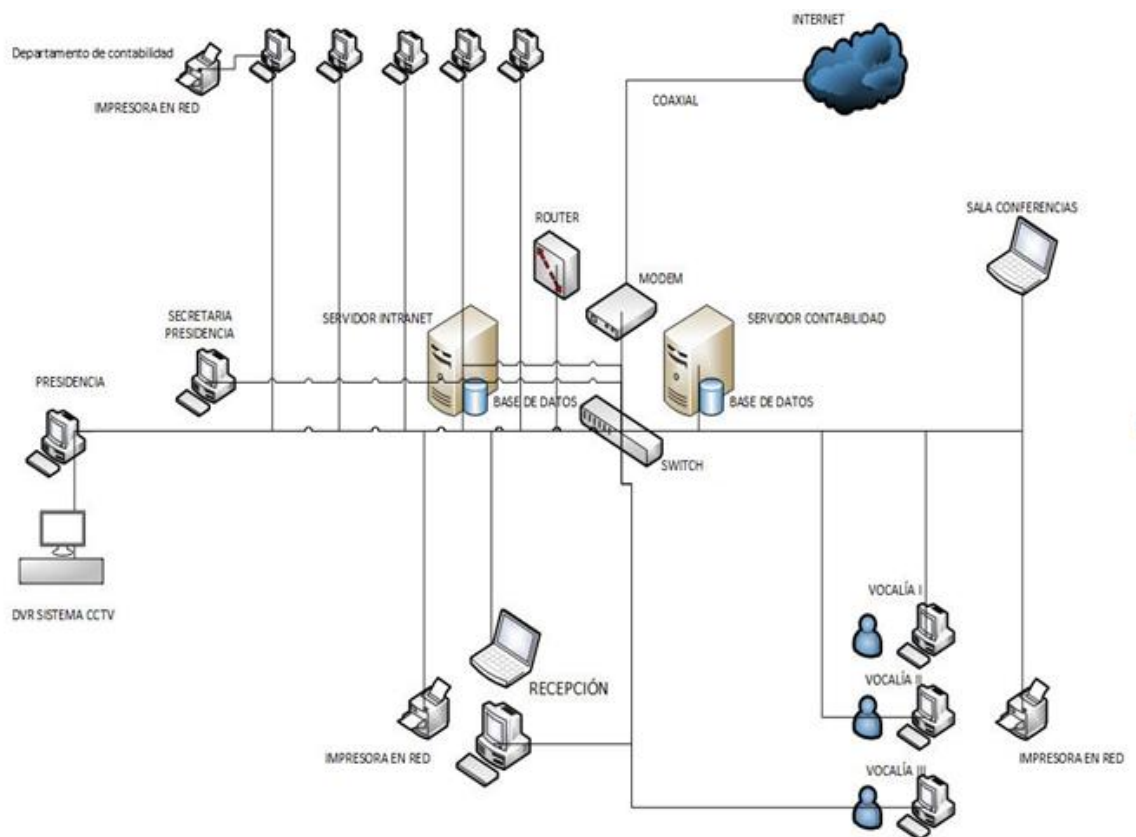 INTERNET
Departamento de contabilidad
IMPRESORA EN RED
COAXIAL
SALA CONFERENCIAS
ROUTER
MODEM
SECRETARIA
PRESIDENCIA
SERVIDOR INTRANET
SERVIDOR CONTABILIDAD
PRESIDENCIA
BASE DE DATOS
BASE DE DATOS
SWITCH
DVR SISTEMA CCTV
VOCALÍA I
RECEPCIÓN
VOCALÍA II
IMPRESORA EN RED
IMPRESORA EN RED
VOCALÍA III